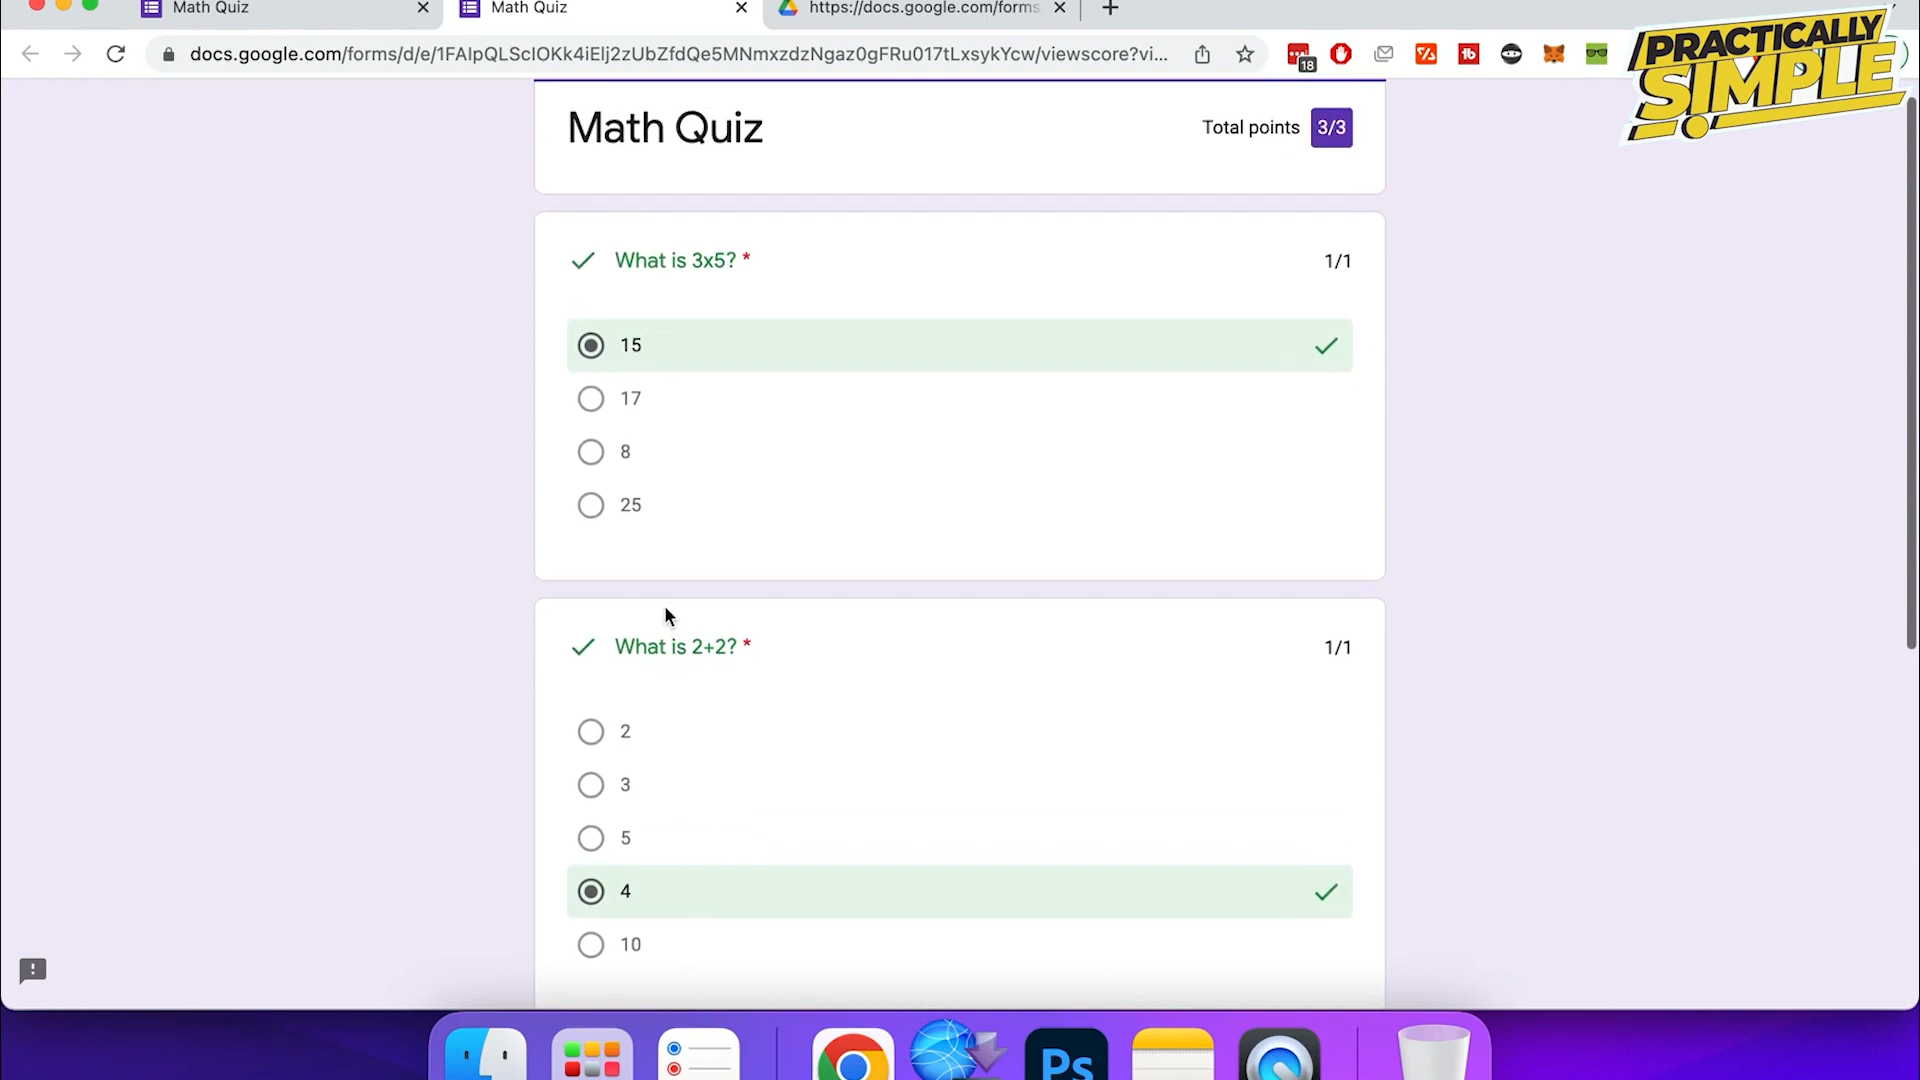 Math Quiz
Math Quiz
https://docs.google.com/forms
docs.google.com/forms/d/e/1FAIpQLScIOKk4iElj2zUbZfdQe5MNmxzdzNgaz0gFRu017tLxsykYcw/viewscore?vi...
18
PRACTICALLY
SIMPLE
Math Quiz
Total points 3/3
What is 3x5? *
1/1
15
17
8
25
What is 2+2? *
1/1
2
3
5
4
10
Ps